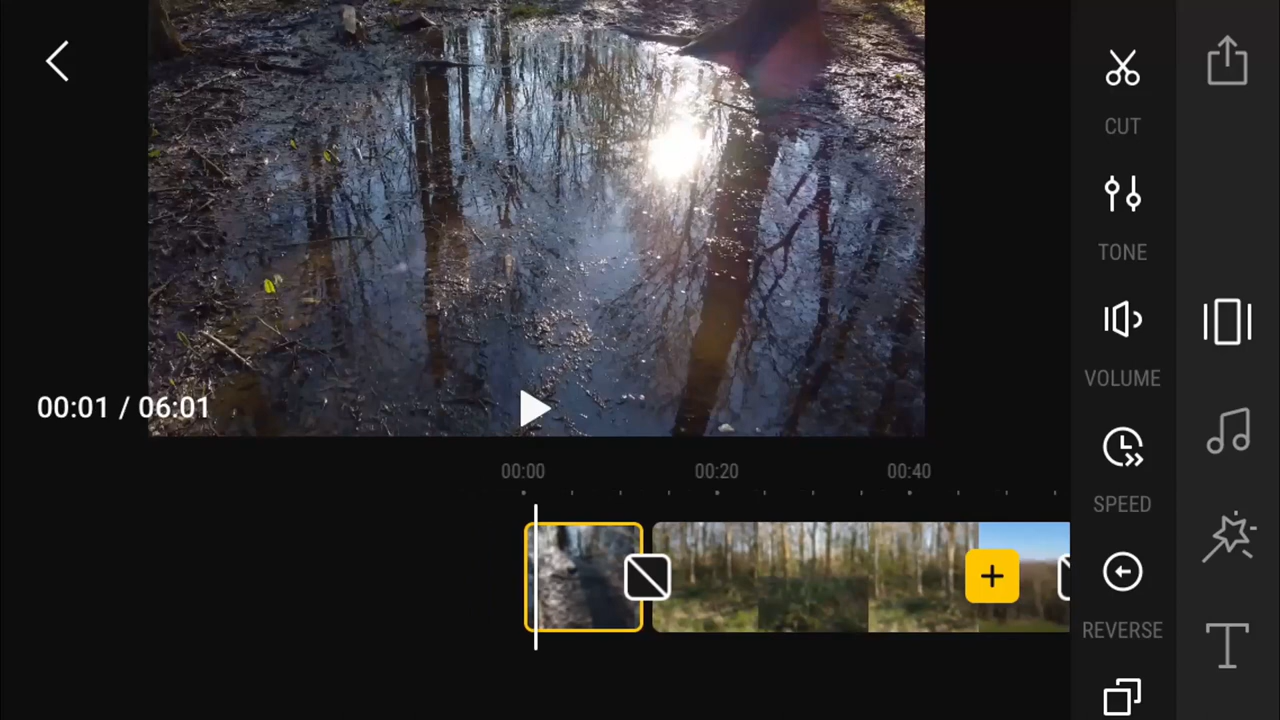 CUT
TONE
00:01 / 06:01
VOLUME
00:00 00:20 00:40
SPEED
REVERSE